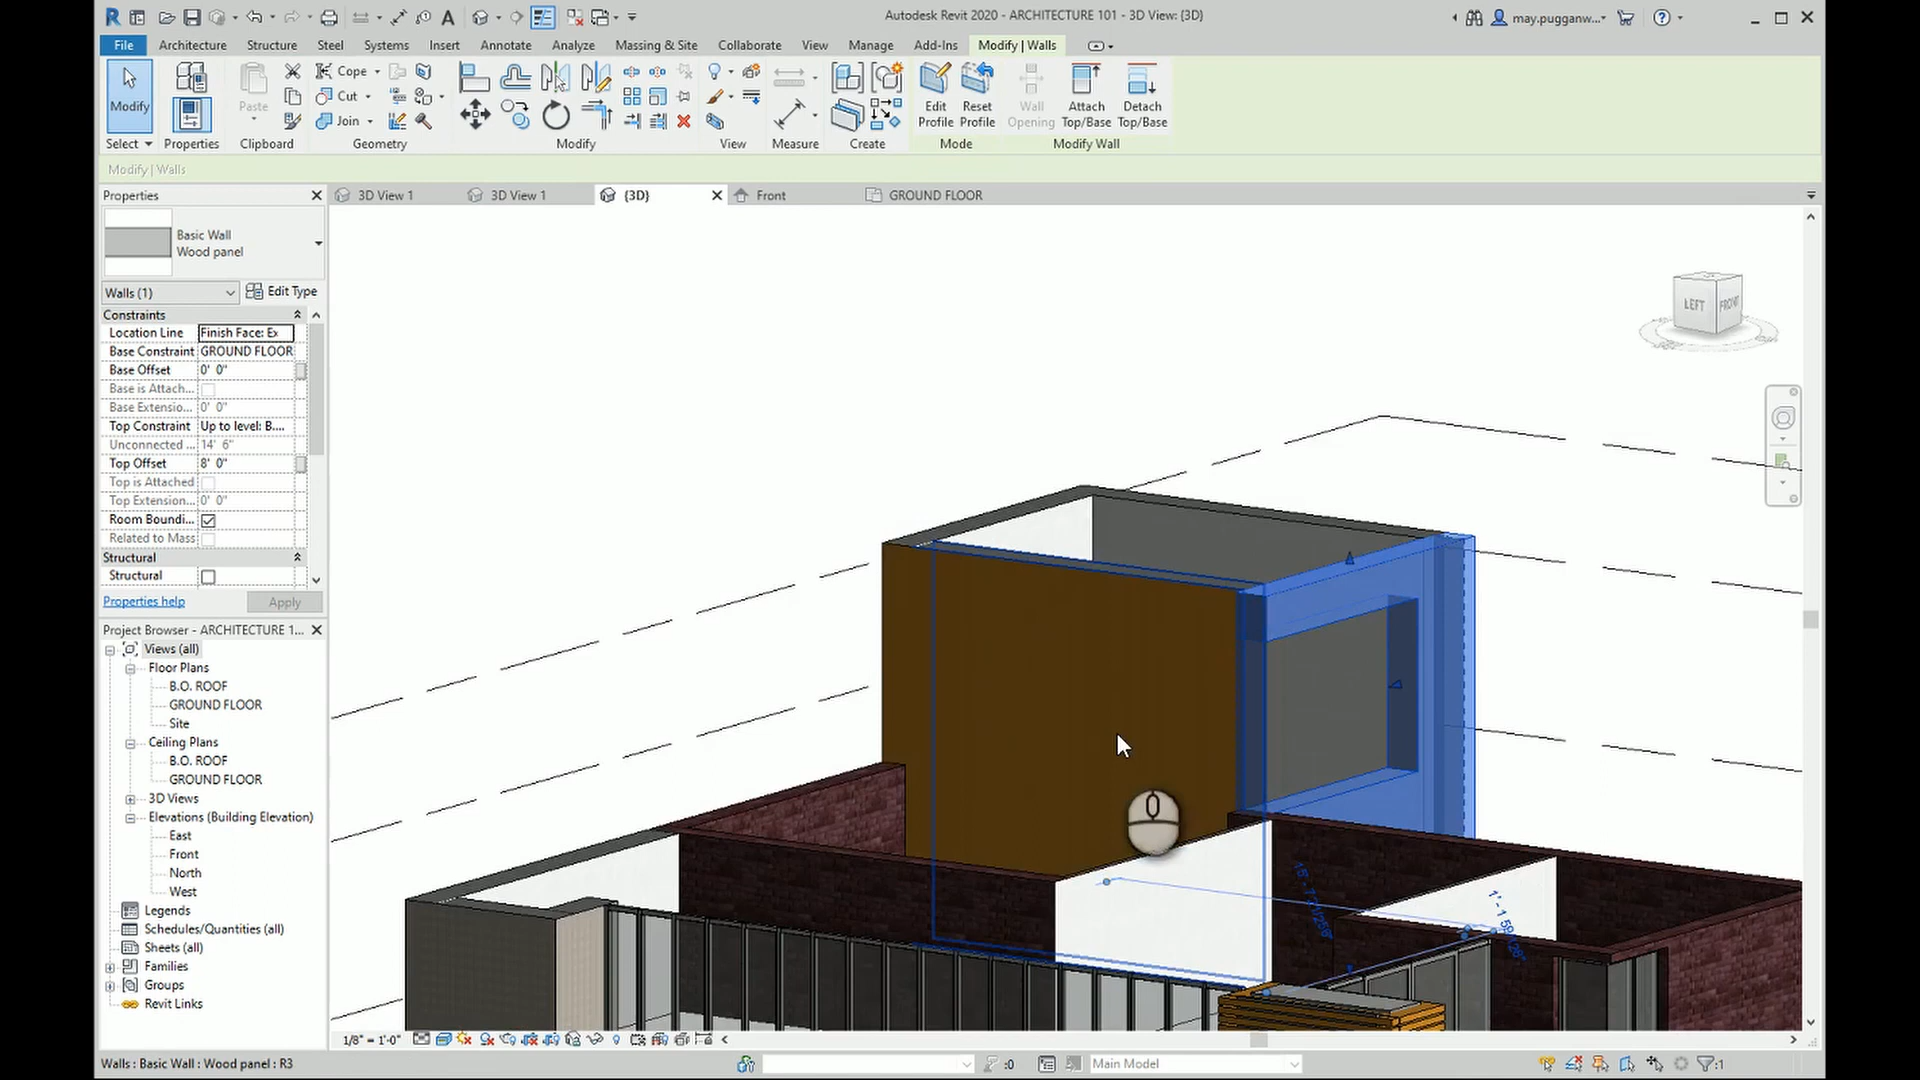 Autodesk Revit 2020 - ARCHITECTURE 101 - 3D View: {3D}
may.pugganw...
File Architecture Structure Steel Systems Insert Annotate Analyze Massing & Site Collaborate View Manage Add-Ins Modify | Walls
Modify
Select
Properties
Paste
Clipboard
Cope
Cut
Join
Geometry
Modify
View
Measure
Create
Edit Profile
Reset Profile
Mode
Wall Opening
Attach Top/Base
Detach Top/Base
Modify Wall
Modify | Walls
Properties
3D View 1
3D View 1
{3D}
Front
GROUND FLOOR
Basic Wall
Wood panel
Walls (1)
Edit Type
Constraints
Location Line Finish Face: Ex
Base Constraint GROUND FLOOR
Base Offset 0' 0"
Base is Attach...
Base Extensio... 0' 0"
Top Constraint Up to level: B....
Unconnected ... 14' 6"
Top Offset 8' 0"
Top is Attached
Top Extension... 0' 0"
Room Boundi...
Related to Mass
Structural
Structural
Properties help
Apply
Project Browser - ARCHITECTURE 1...
Views (all)
Floor Plans
B.O. ROOF
GROUND FLOOR
Site
Ceiling Plans
B.O. ROOF
GROUND FLOOR
3D Views
Elevations (Building Elevation)
East
Front
North
West
Legends
Schedules/Quantities (all)
Sheets (all)
Families
Groups
Revit Links
LEFT
FRONT
1/8" = 1'-0"
Walls : Basic Wall : Wood panel : R3
:0
Main Model
:1